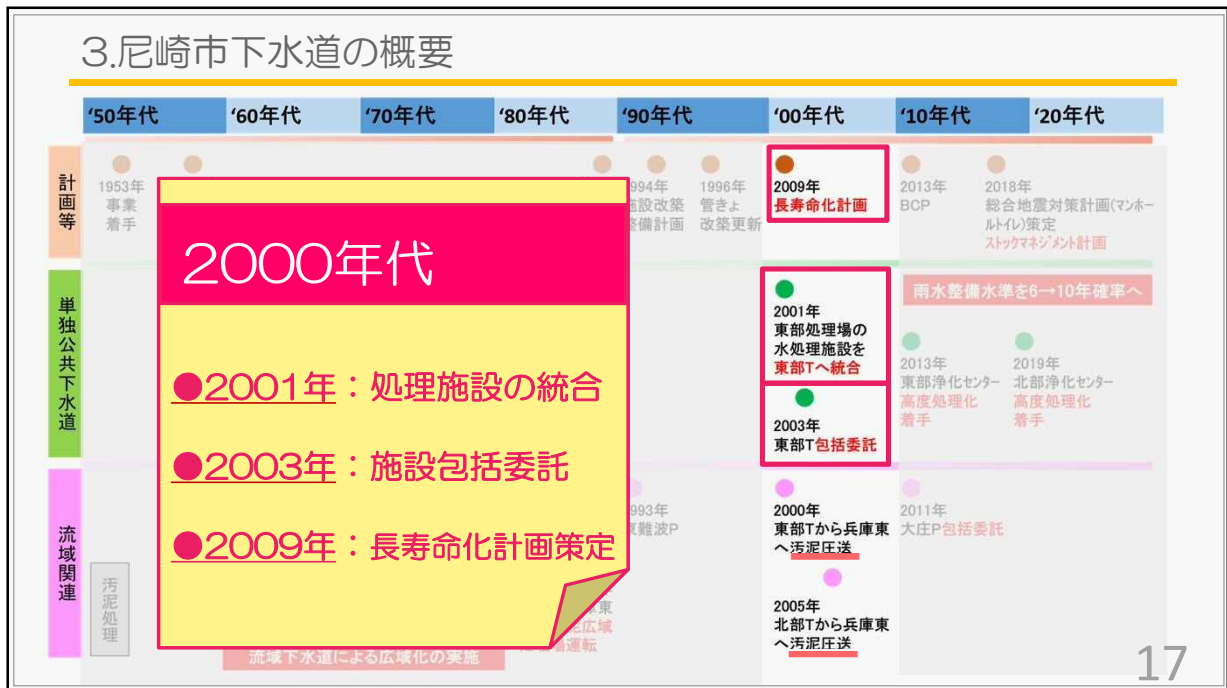 3.尼崎市下水道の概要
‘50年代
‘60年代
‘70年代
‘80年代
‘90年代
‘00年代
‘10年代
‘20年代
計画等
1953年
事業
着手
1994年
施設改築
整備計画
1996年
管きょ
改築更新
2009年
長寿命化計画
2013年
BCP
2018年
総合地震対策計画(マンホー
ルトイレ)策定
ストックマネジメント計画
2000年代
●2001年：処理施設の統合
●2003年：施設包括委託
●2009年：長寿命化計画策定
単独公共下水道
2001年
東部処理場の
水処理施設を
東部Tへ統合
2003年
東部T包括委託
雨水整備水準を6→10年確率へ
2013年
東部浄化センター
高度処理化
着手
2019年
北部浄化センター
高度処理化
着手
流域関連
汚泥処理
1993年
東難波P
2000年
東部Tから兵庫東
へ汚泥圧送
2005年
北部Tから兵庫東
へ汚泥圧送
2011年
大庄P包括委託
流域下水道による広域化の実施
17